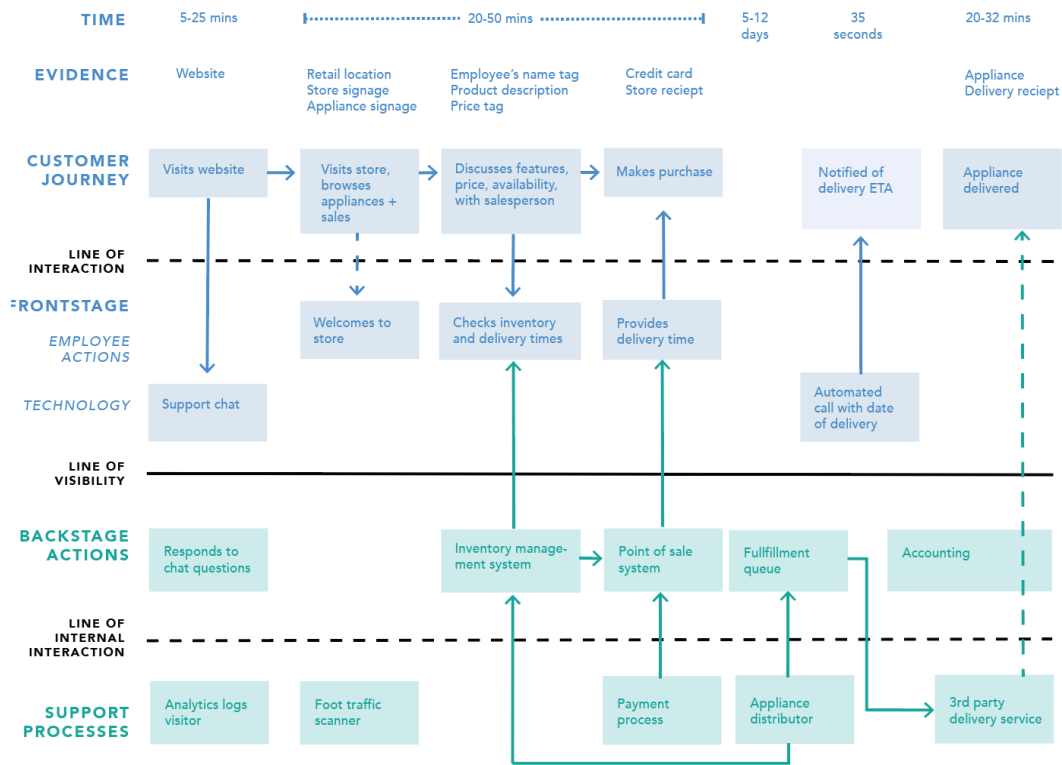 TIME
5-25 mins
20-50 mins
5-12
days
35
seconds
20-32 mins
EVIDENCE
Website
Retail location
Store signage
Appliance signage
Employee's name tag
Product description
Price tag
Credit card
Store reciept
Appliance
Delivery reciept
CUSTOMER
JOURNEY
Visits website
Visits store,
browses
appliances +
sales
Discusses features,
price, availability,
with salesperson
Makes purchase
Notified of
delivery ETA
Appliance
delivered
LINE OF
INTERACTION
FRONTSTAGE
EMPLOYEE
ACTIONS
Welcomes to
store
Checks inventory
and delivery times
Provides
delivery time
TECHNOLOGY
Support chat
Automated
call with date
of delivery
LINE OF
VISIBILITY
BACKSTAGE
ACTIONS
Responds to
chat questions
Inventory manage-
ment system
Point of sale
system
Fullfillment
queue
Accounting
LINE OF
INTERNAL
INTERACTION
SUPPORT
PROCESSES
Analytics logs
visitor
Foot traffic
scanner
Payment
process
Appliance
distributor
3rd party
delivery service